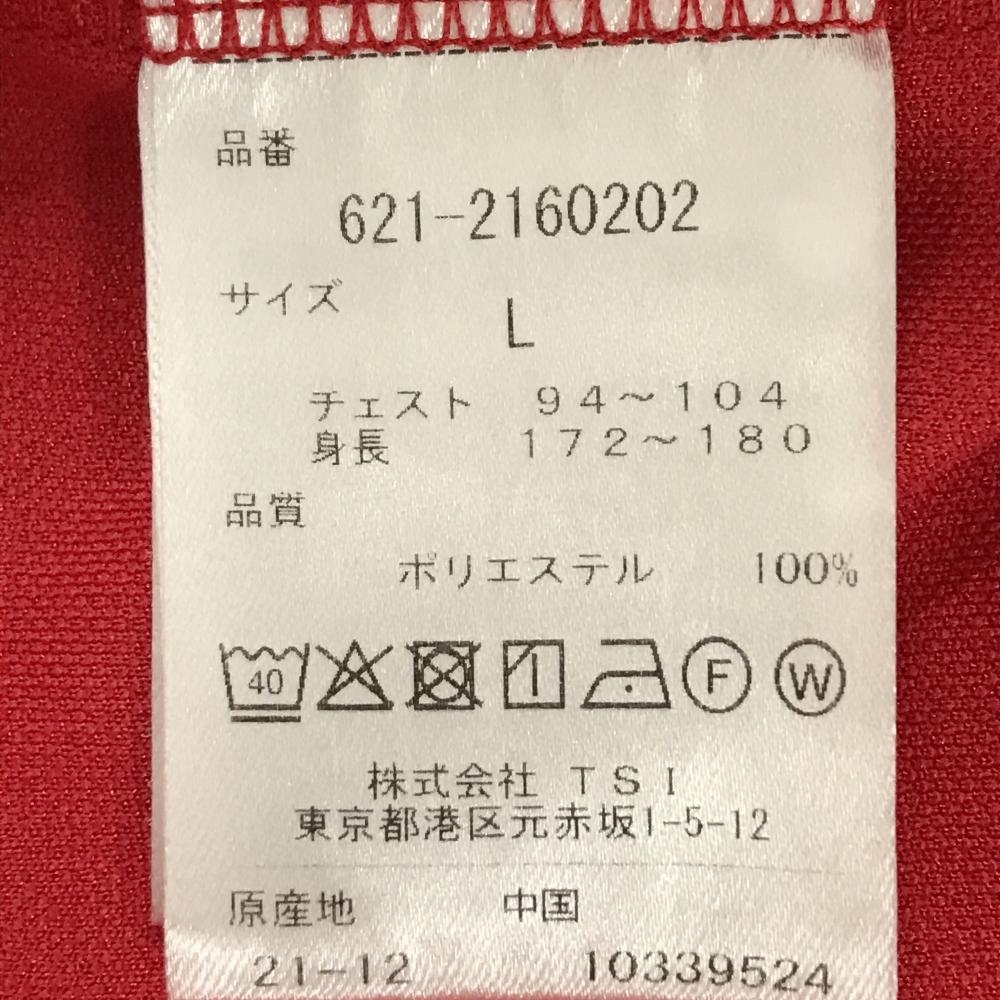 品番
621-2160202
サイズ
L
チェスト 94～104
身長 172～180
品質
ポリエステル 100%
40 F W
株式会社 TSI
東京都港区元赤坂1-5-12
原産地 中国
21-12 10339524